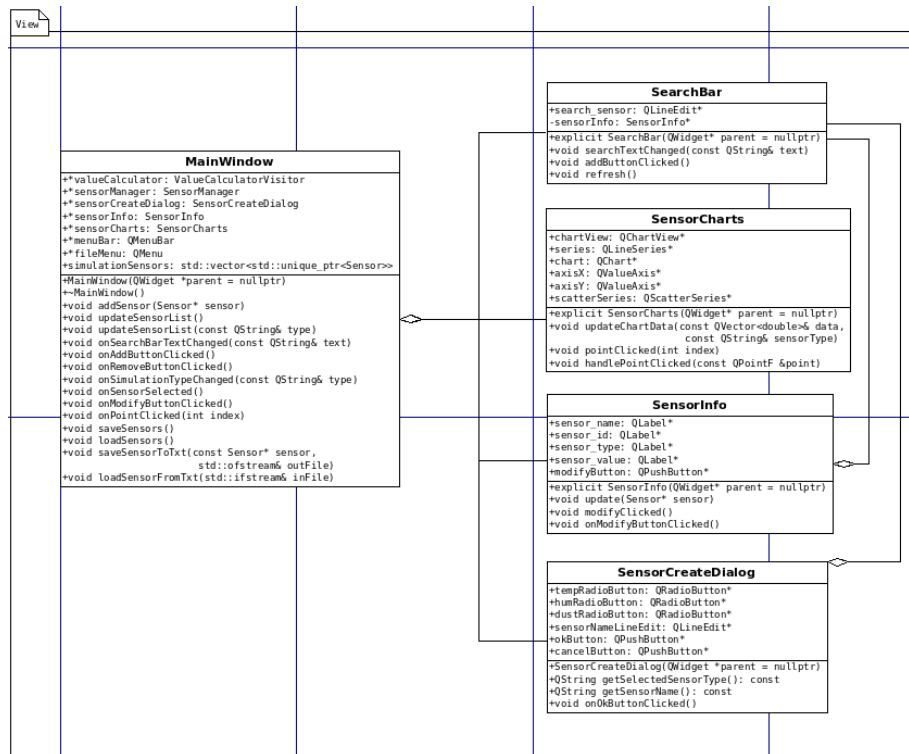 View
MainWindow
+*valueCalculator: ValueCalculatorVisitor
+*sensorManager: SensorManager
+*sensorCreateDialog: SensorCreateDialog
+*sensorInfo: SensorInfo
+*sensorCharts: SensorCharts
+*menuBar: QMenuBar
+*fileMenu: QMenu
+simulationSensors: std::vector<std::unique_ptr<Sensor>>
+MainWindow(QWidget *parent = nullptr)
+~MainWindow()
+void addSensor(Sensor* sensor)
+void updateSensorList()
+void updateSensorList(const QString& type)
+void onSearchBarTextChanged(const QString& text)
+void onAddButtonClicked()
+void onRemoveButtonClicked()
+void onSimulationTypeChanged(const QString& type)
+void onSensorSelected()
+void onModifyButtonClicked()
+void onPointClicked(int index)
+void saveSensors()
+void loadSensors()
+void saveSensorToTxt(const Sensor* sensor,
std::ofstream& outFile)
+void loadSensorFromTxt(std::ifstream& inFile)
SearchBar
+search_sensor: QLineEdit*
-sensorInfo: SensorInfo*
+explicit SearchBar(QWidget* parent = nullptr)
+void searchTextChanged(const QString& text)
+void addButtonClicked()
+void refresh()
SensorCharts
+chartView: QChartView*
+series: QLineSeries*
+chart: QChart*
+axisX: QValueAxis*
+axisY: QValueAxis*
+scatterSeries: QScatterSeries*
+explicit SensorCharts(QWidget* parent = nullptr)
+void updateChartData(const QVector<double>& data,
const QString& sensorType)
+void pointClicked(int index)
+void handlePointClicked(const QPointF &point)
SensorInfo
+sensor_name: QLabel*
+sensor_id: QLabel*
+sensor_type: QLabel*
+sensor_value: QLabel*
+modifyButton: QPushButton*
+explicit SensorInfo(QWidget* parent = nullptr)
+void update(Sensor* sensor)
+void modifyClicked()
+void onModifyButtonClicked()
SensorCreateDialog
+tempRadioButton: QRadioButton*
+humRadioButton: QRadioButton*
+dustRadioButton: QRadioButton*
+sensorNameLineEdit: QLineEdit*
+okButton: QPushButton*
+cancelButton: QPushButton*
+SensorCreateDialog(QWidget *parent = nullptr)
+QString getSelectedSensorType(): const
+QString getSensorName(): const
+void onOkButtonClicked()